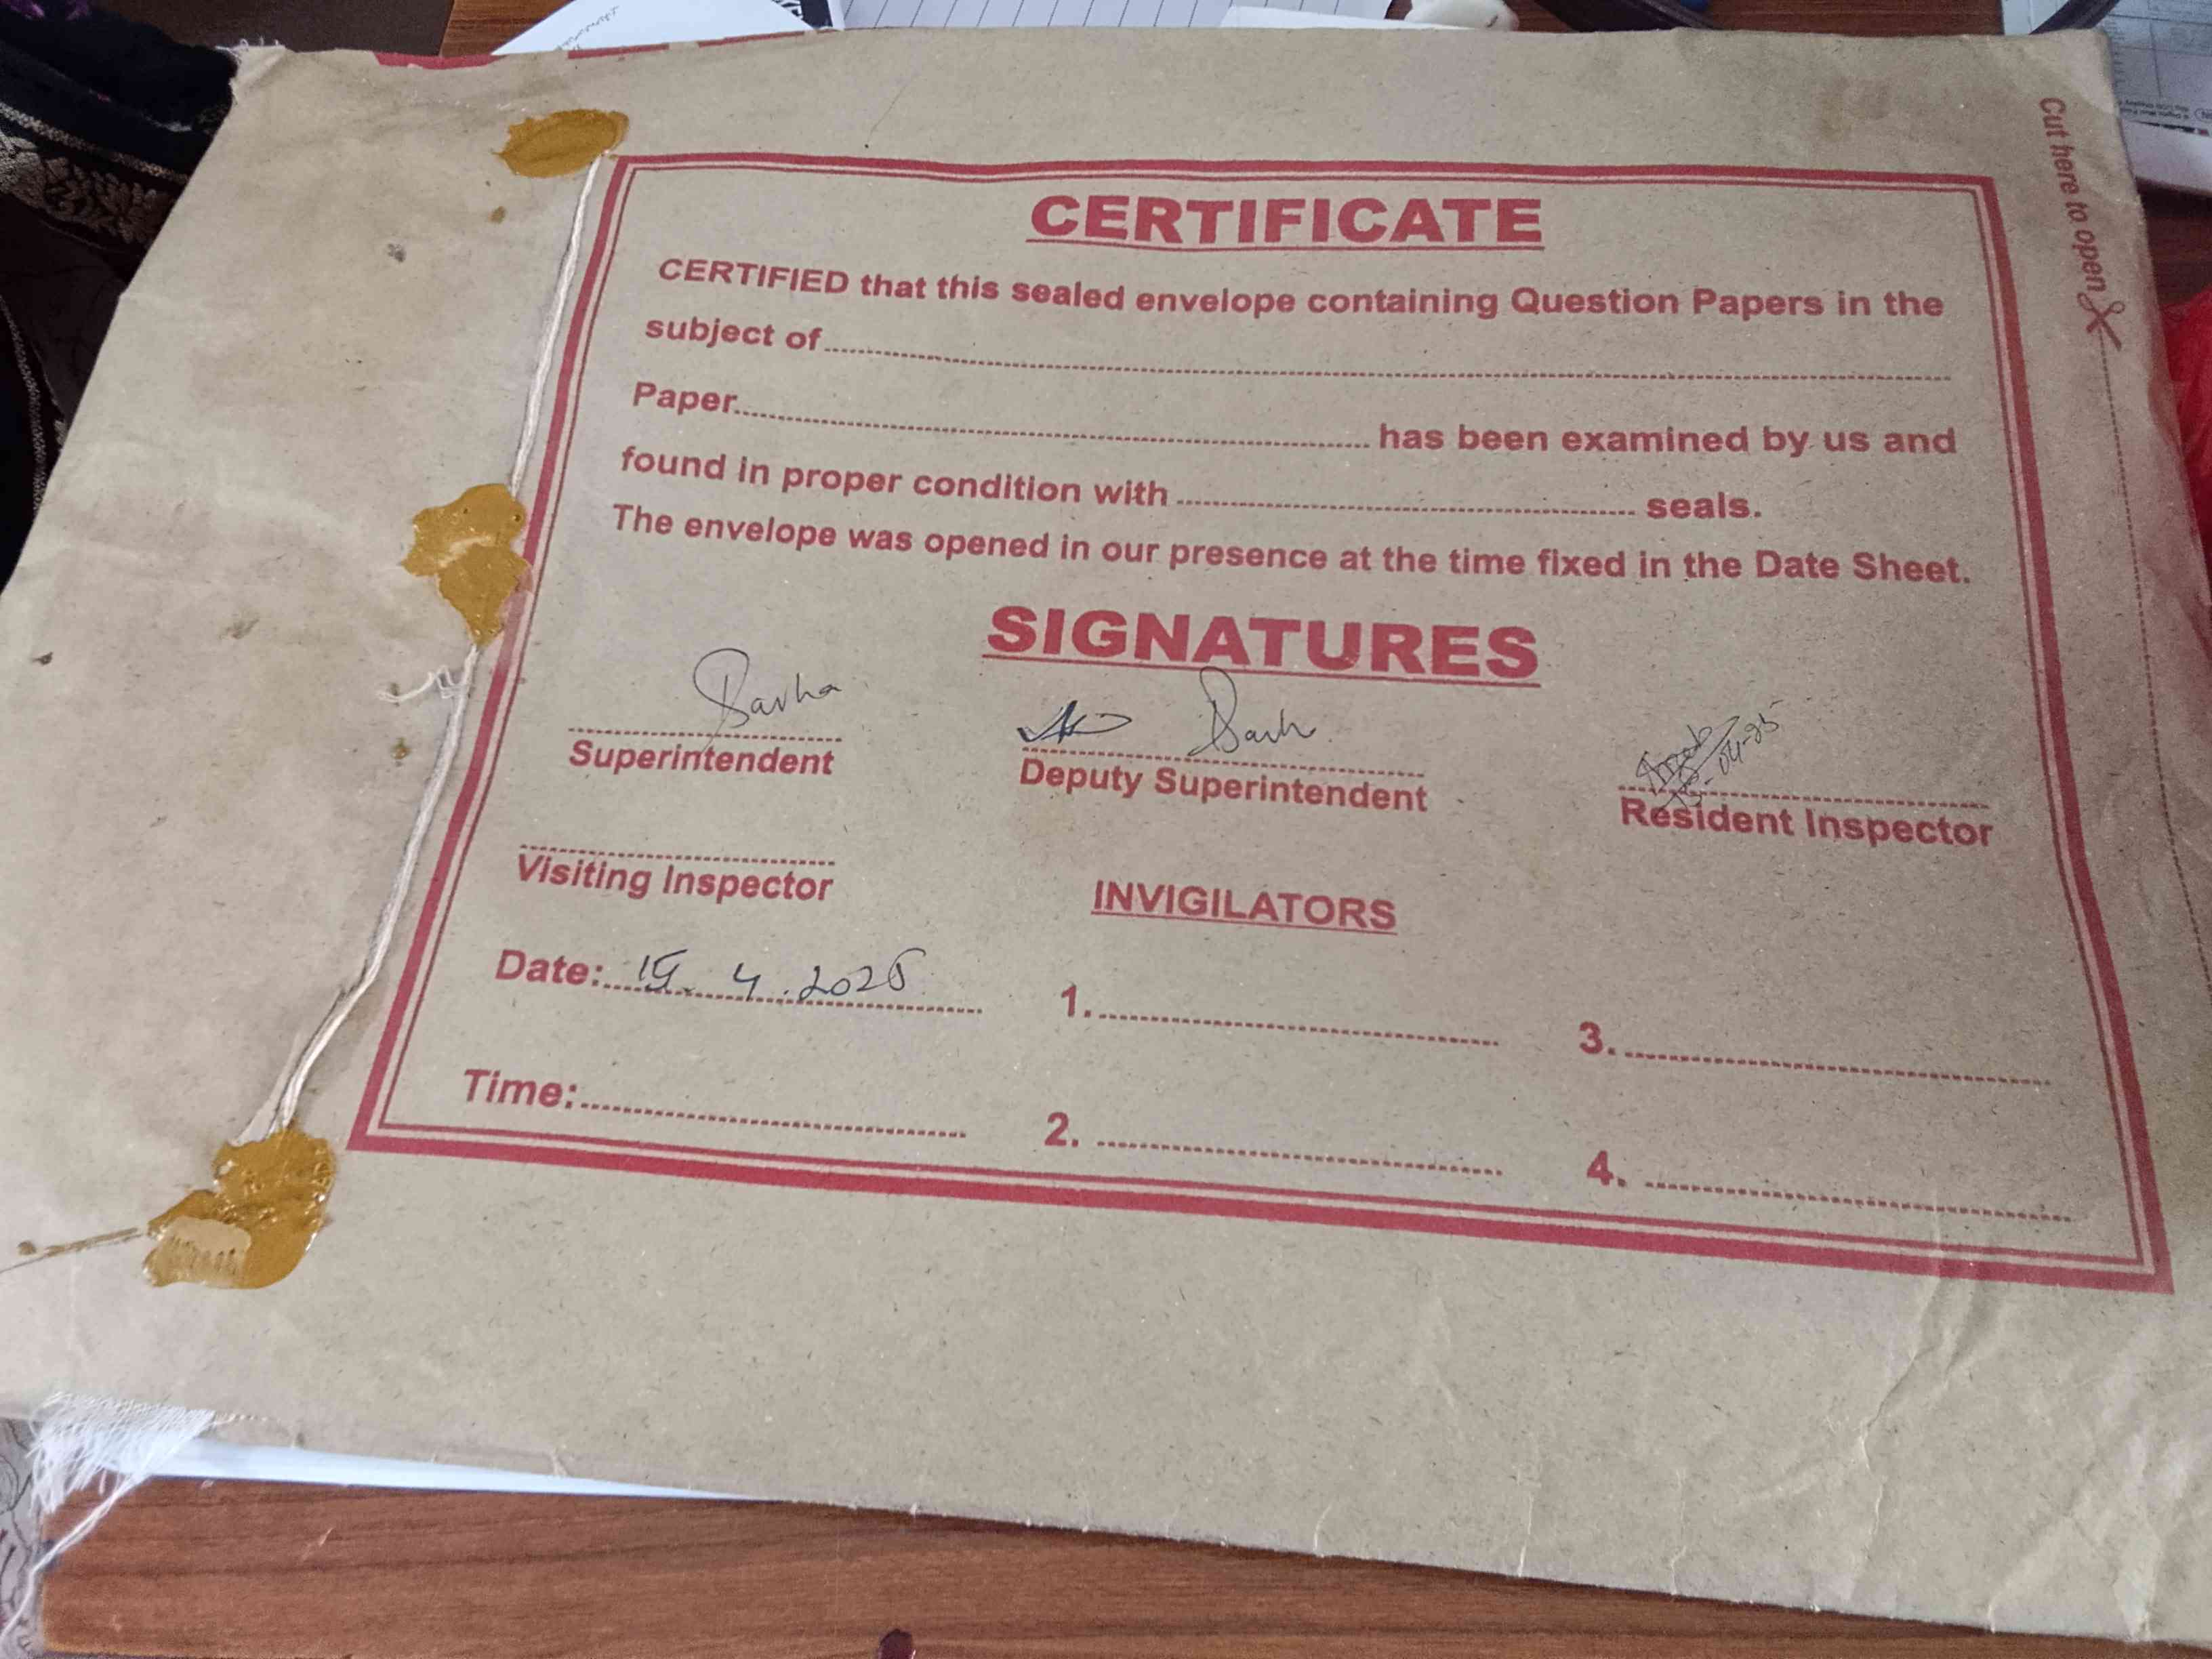 Cut here to open
CERTIFICATE
CERTIFIED that this sealed envelope containing Question Papers in the
subject of
Paper has been examined by us and
found in proper condition with seals.
The envelope was opened in our presence at the time fixed in the Date Sheet.
SIGNATURES
Superintendent Deputy Superintendent Resident Inspector
Visiting Inspector
INVIGILATORS
Date: 4.2025 1. 3.
Time: 2. 4.